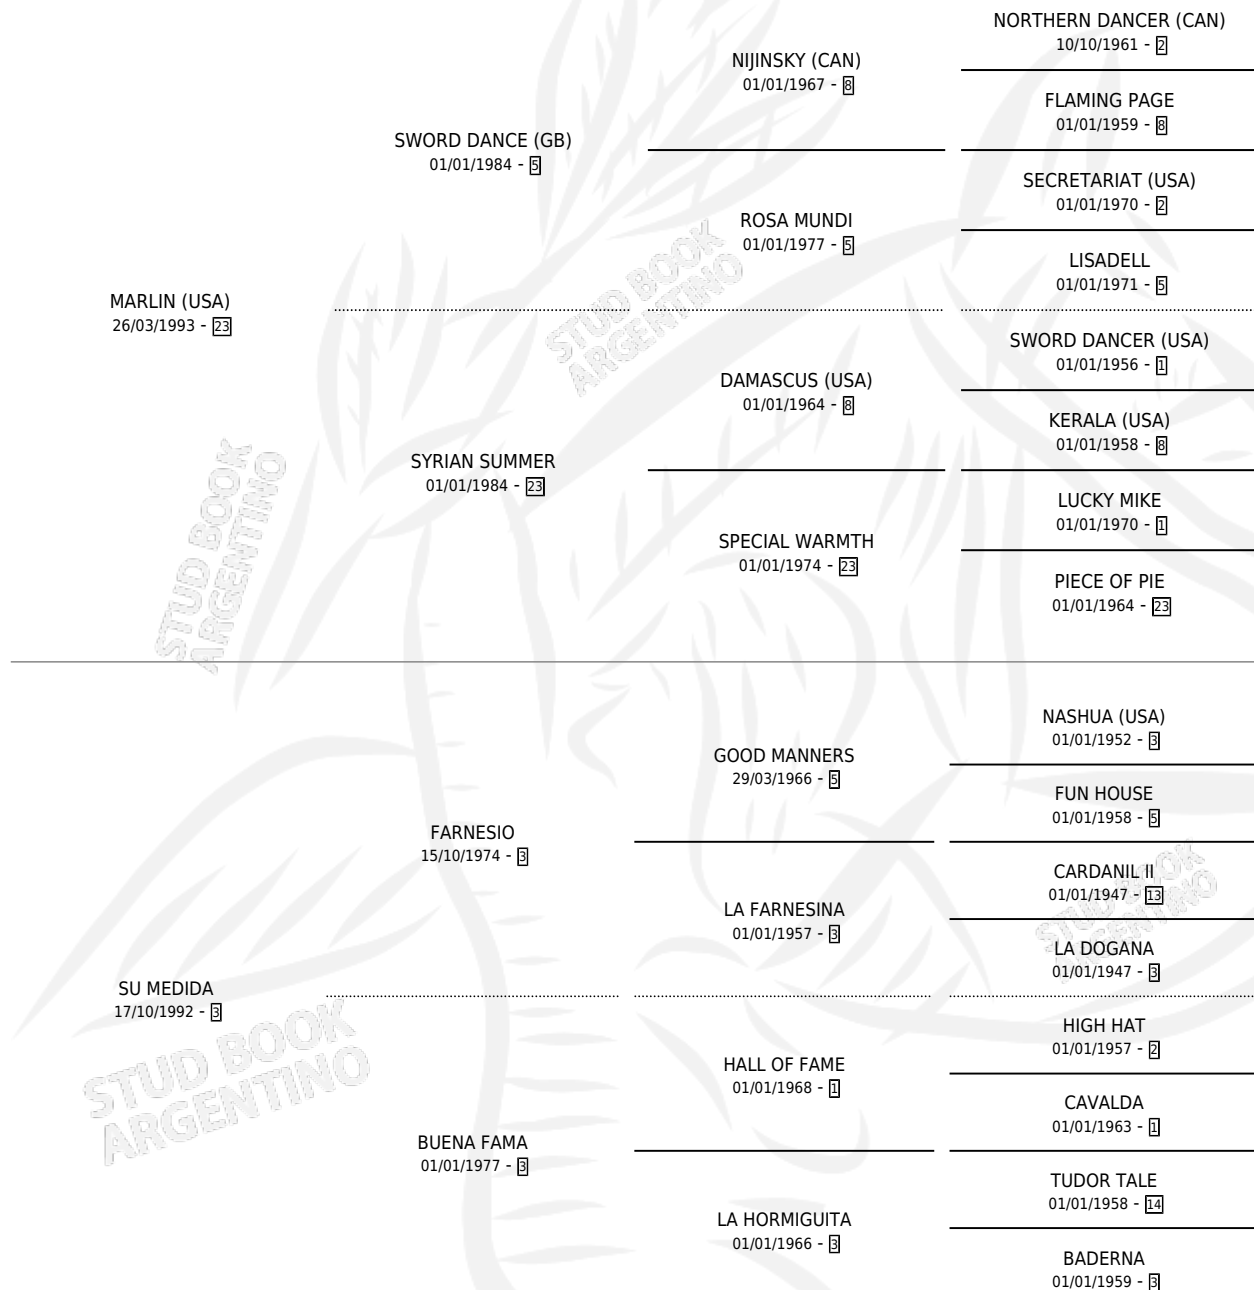 NORTHERN DANCER (CAN)
10/10/1961 - 2
NIJINSKY (CAN)
01/01/1967 - 8
FLAMING PAGE
01/01/1959 - 8
SWORD DANCE (GB)
01/01/1984 - 5
SECRETARIAT (USA)
01/01/1970 - 2
ROSA MUNDI
01/01/1977 - 5
LISADELL
01/01/1971 - 5
MARLIN (USA)
26/03/1993 - 23
SWORD DANCER (USA)
01/01/1956 - 1
DAMASCUS (USA)
01/01/1964 - 8
KERALA (USA)
01/01/1958 - 8
SYRIAN SUMMER
01/01/1984 - 23
LUCKY MIKE
01/01/1970 - 1
SPECIAL WARMTH
01/01/1974 - 23
PIECE OF PIE
01/01/1964 - 23
NASHUA (USA)
01/01/1952 - 3
GOOD MANNERS
29/03/1966 - 5
FUN HOUSE
01/01/1958 - 5
FARNESIO
15/10/1974 - 3
CARDANIL II
01/01/1947 - 13
LA FARNESINA
01/01/1957 - 3
LA DOGANA
01/01/1947 - 3
SU MEDIDA
17/10/1992 - 3
HIGH HAT
01/01/1957 - 2
HALL OF FAME
01/01/1968 - 1
CAVALDA
01/01/1963 - 1
BUENA FAMA
01/01/1977 - 3
TUDOR TALE
01/01/1958 - 14
LA HORMIGUITA
01/01/1966 - 3
BADERNA
01/01/1959 - 3
STUD BOOK
ARGENTINO
STUD BOOK
ARGENTINO
STUD BOOK
ARGENTINO
STUD BOOK
ARGENTINO